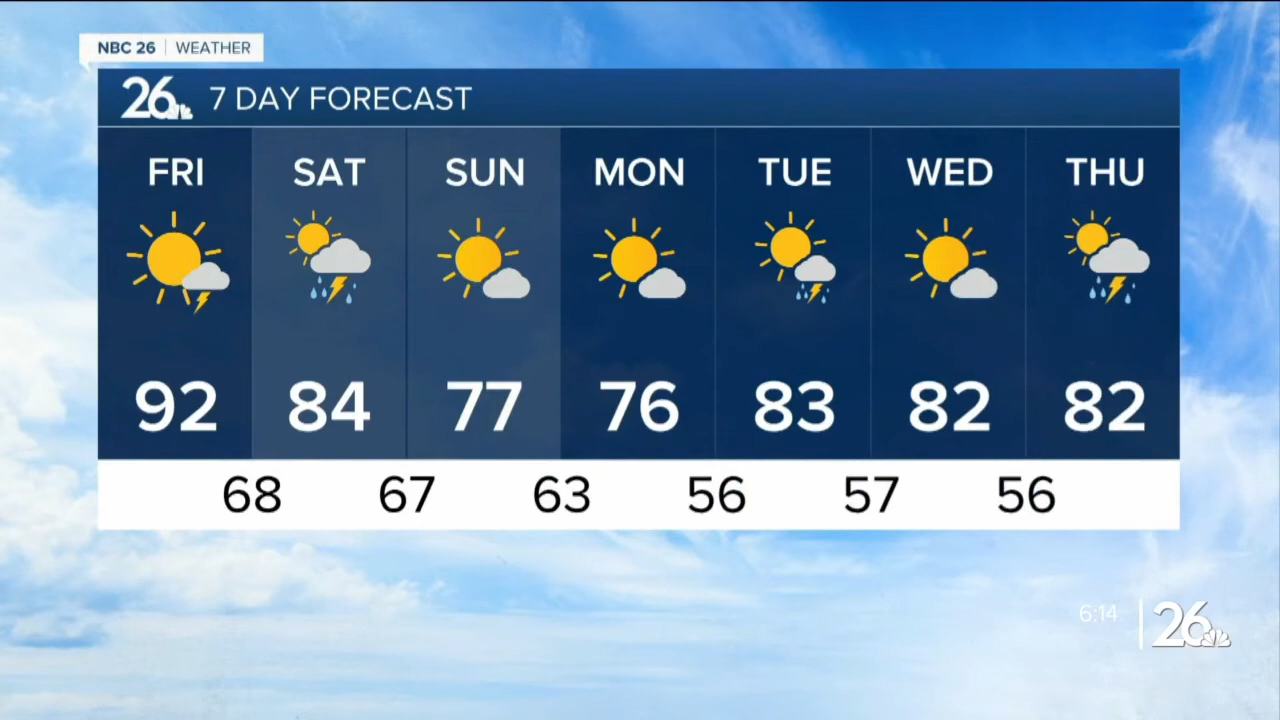 NBC 26 | WEATHER
26 7 DAY FORECAST
FRI SAT SUN MON TUE WED THU
92 84 77 76 83 82 82
68 67 63 56 57 56
6:14 | 26